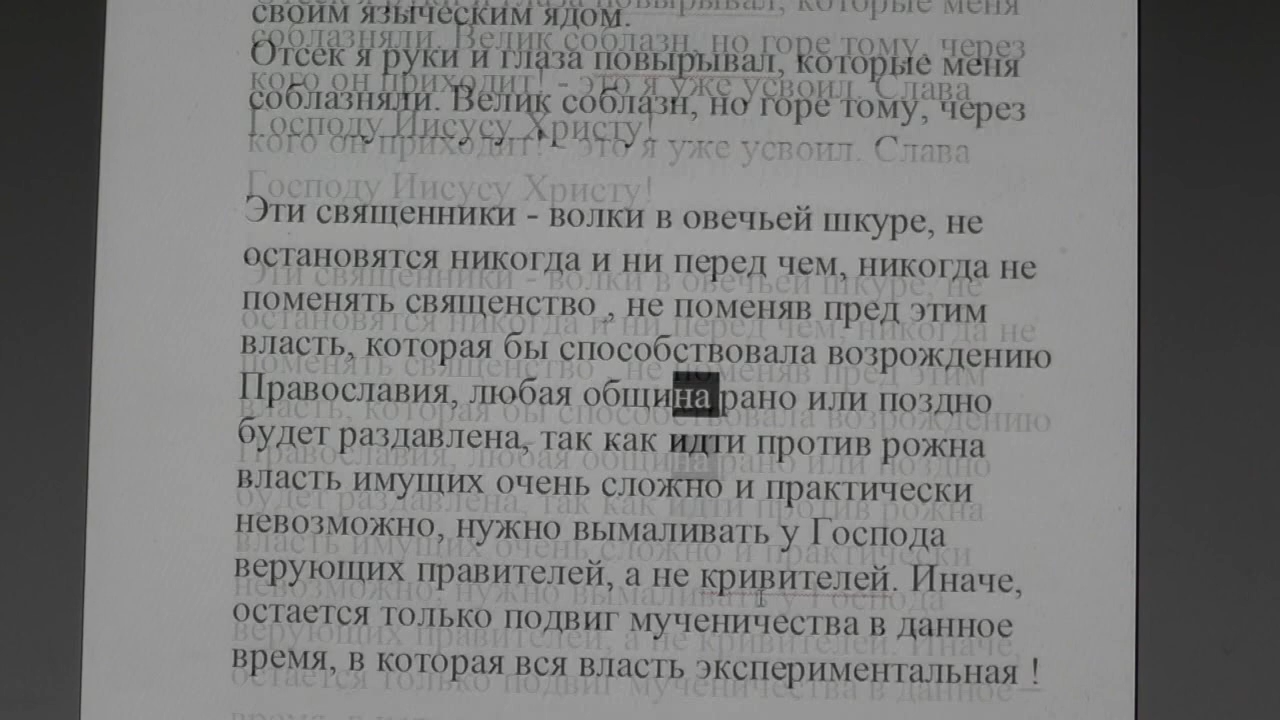 своим языческим ядом.
Отсек я руки и глаза повырывал, которые меня
соблазняли. Велик соблазн, но горе тому, через
кого он приходит! - это я уже усвоил. Слава
Господу Иисусу Христу!
Эти священники - волки в овечьей шкуре, не
остановятся никогда и ни перед чем, никогда не
поменять священство , не поменяв пред этим
власть, которая бы способствовала возрождению
Православия, любая община рано или поздно
будет раздавлена, так как идти против рожна
власть имущих очень сложно и практически
невозможно, нужно вымаливать у Господа
верующих правителей, а не кривителей. Иначе,
остается только подвиг мученичества в данное
время, в которая вся власть экспериментальная !